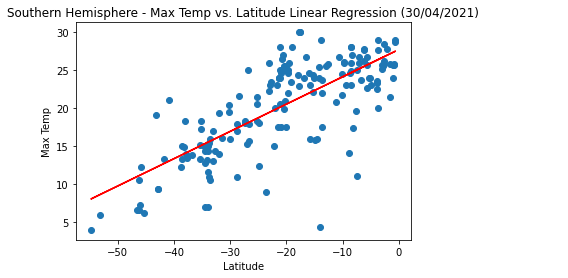 Southern Hemisphere - Max Temp vs. Latitude Linear Regression (30/04/2021)
30
25
20
15
10
5
Max Temp
−50 −40 −30 −20 −10 0
Latitude